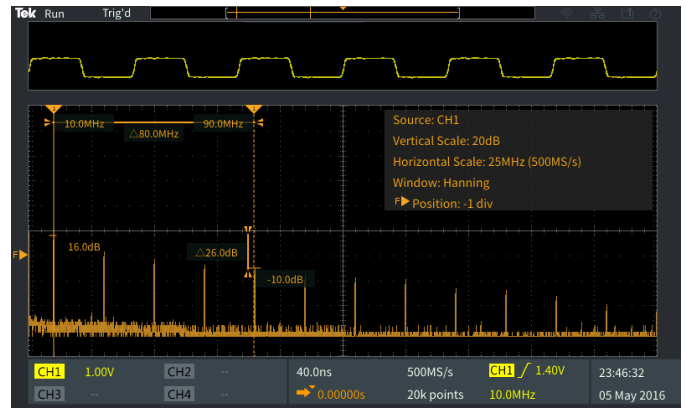 Tek Run Trig'd
10.0MHz 90.0MHz
△80.0MHz
Source: CH1
Vertical Scale: 20dB
Horizontal Scale: 25MHz (500MS/s)
Window: Hanning
F▶ Position: -1 div
16.0dB △26.0dB
F▶
-10.0dB
CH1 1.00V CH2 -- 40.0ns 500MS/s CH1 / 1.40V 23:46:32
CH3 -- CH4 -- 0.00000s 20k points 10.0MHz 05 May 2016